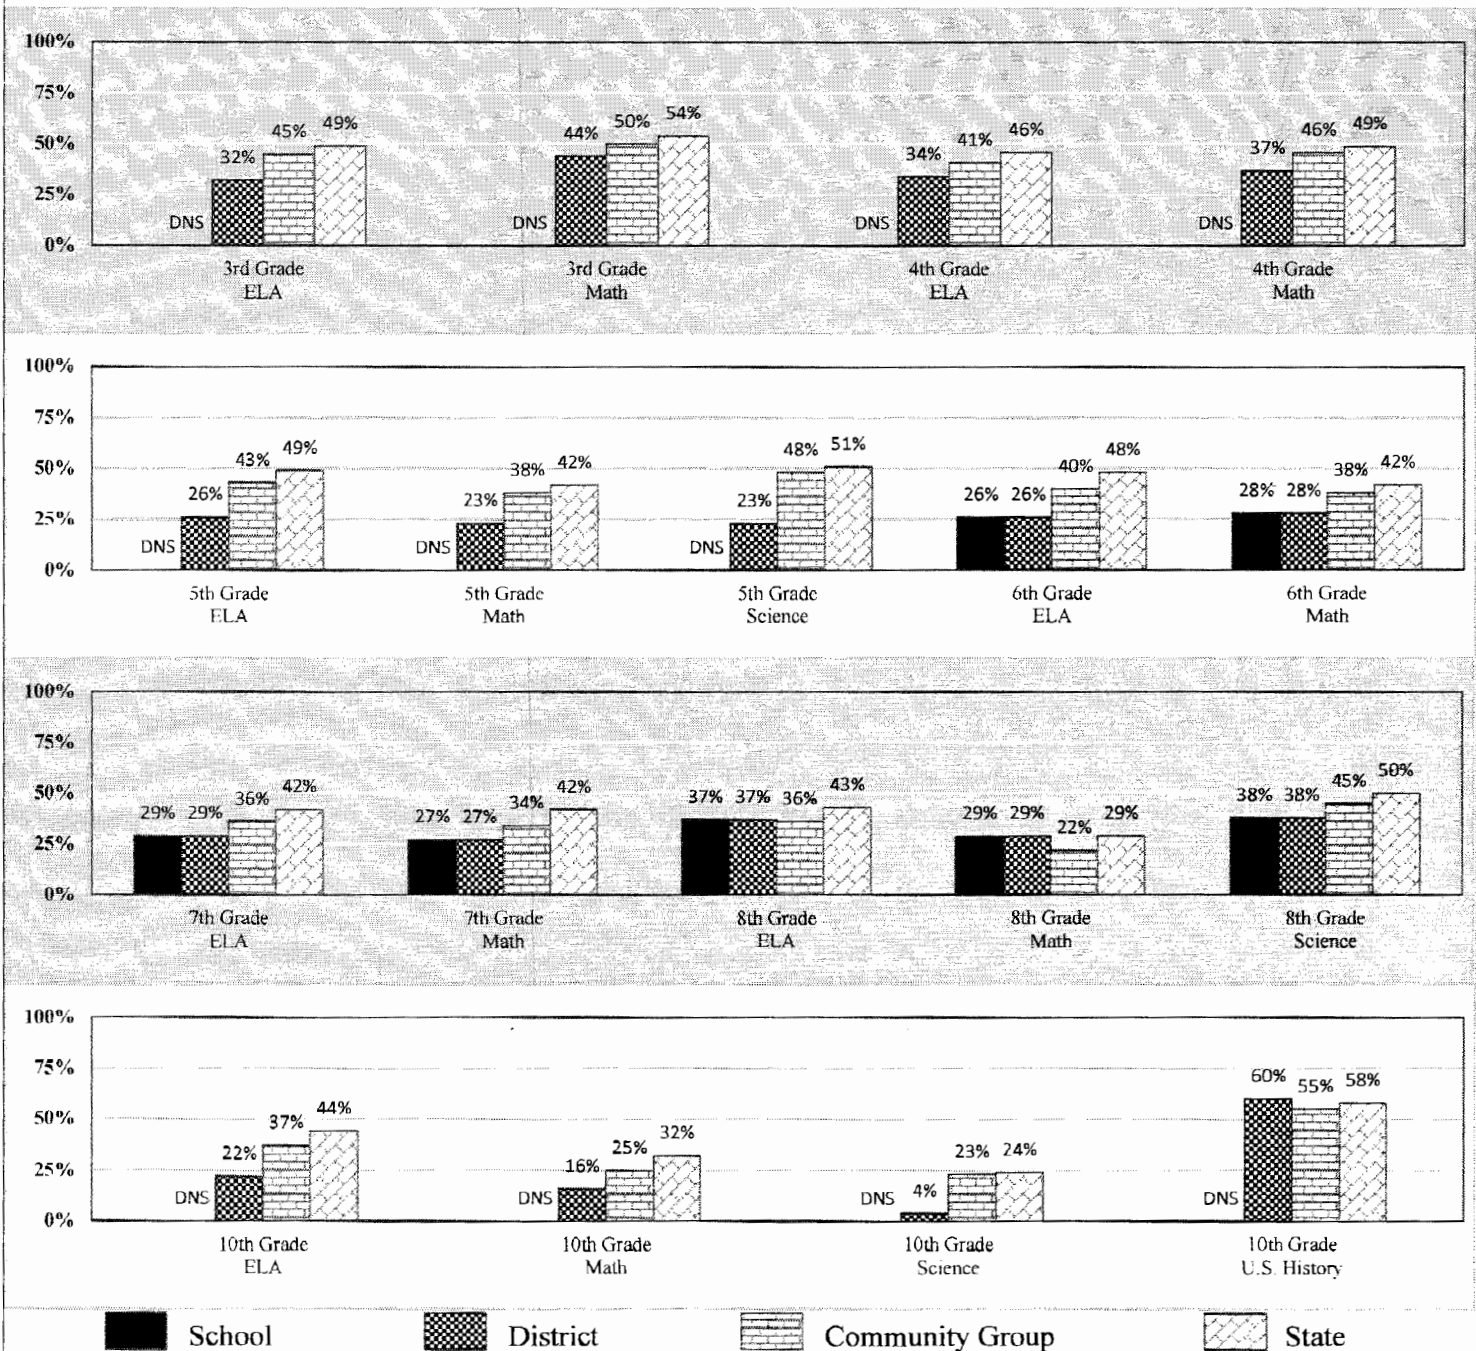 100%
75%
50%
25%
0%
DNS 32% 45% 49%
DNS 44% 50% 54%
DNS 34% 41% 46%
DNS 37% 46% 49%
3rd Grade ELA
3rd Grade Math
4th Grade ELA
4th Grade Math
100%
75%
50%
25%
0%
DNS 26% 43% 49%
DNS 23% 38% 42%
DNS 23% 48% 51%
26% 26% 40% 48%
28% 28% 38% 42%
5th Grade ELA
5th Grade Math
5th Grade Science
6th Grade ELA
6th Grade Math
100%
75%
50%
25%
0%
29% 29% 36% 42%
27% 27% 34% 42%
37% 37% 36% 43%
29% 29% 22% 29%
38% 38% 45% 50%
7th Grade ELA
7th Grade Math
8th Grade ELA
8th Grade Math
8th Grade Science
100%
75%
50%
25%
0%
DNS 22% 37% 44%
DNS 16% 25% 32%
DNS 4% 23% 24%
DNS 60% 55% 58%
10th Grade ELA
10th Grade Math
10th Grade Science
10th Grade U.S. History
School District Community Group State